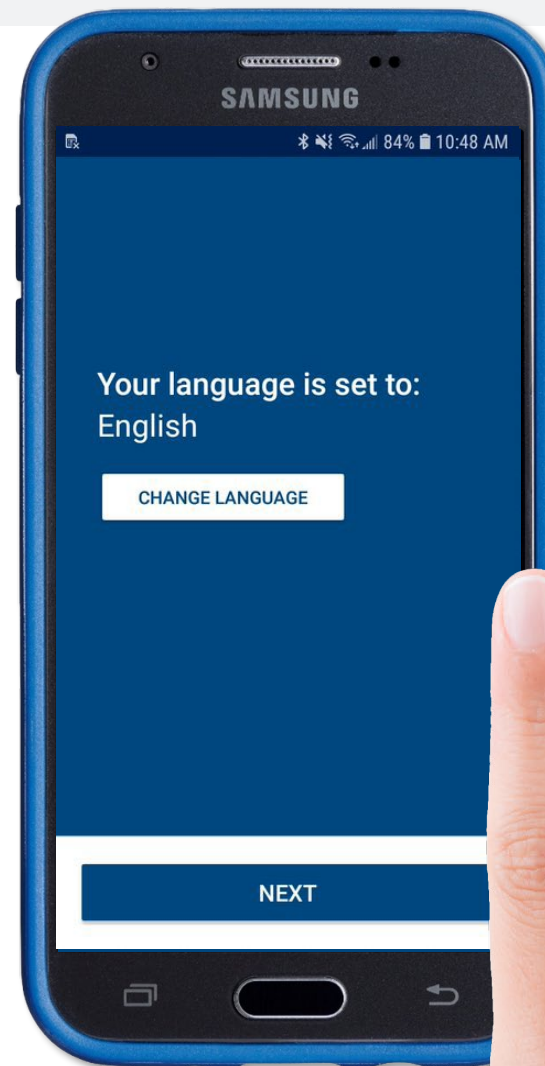 SAMSUNG
84% 10:48 AM
Your language is set to:
English
CHANGE LANGUAGE
NEXT